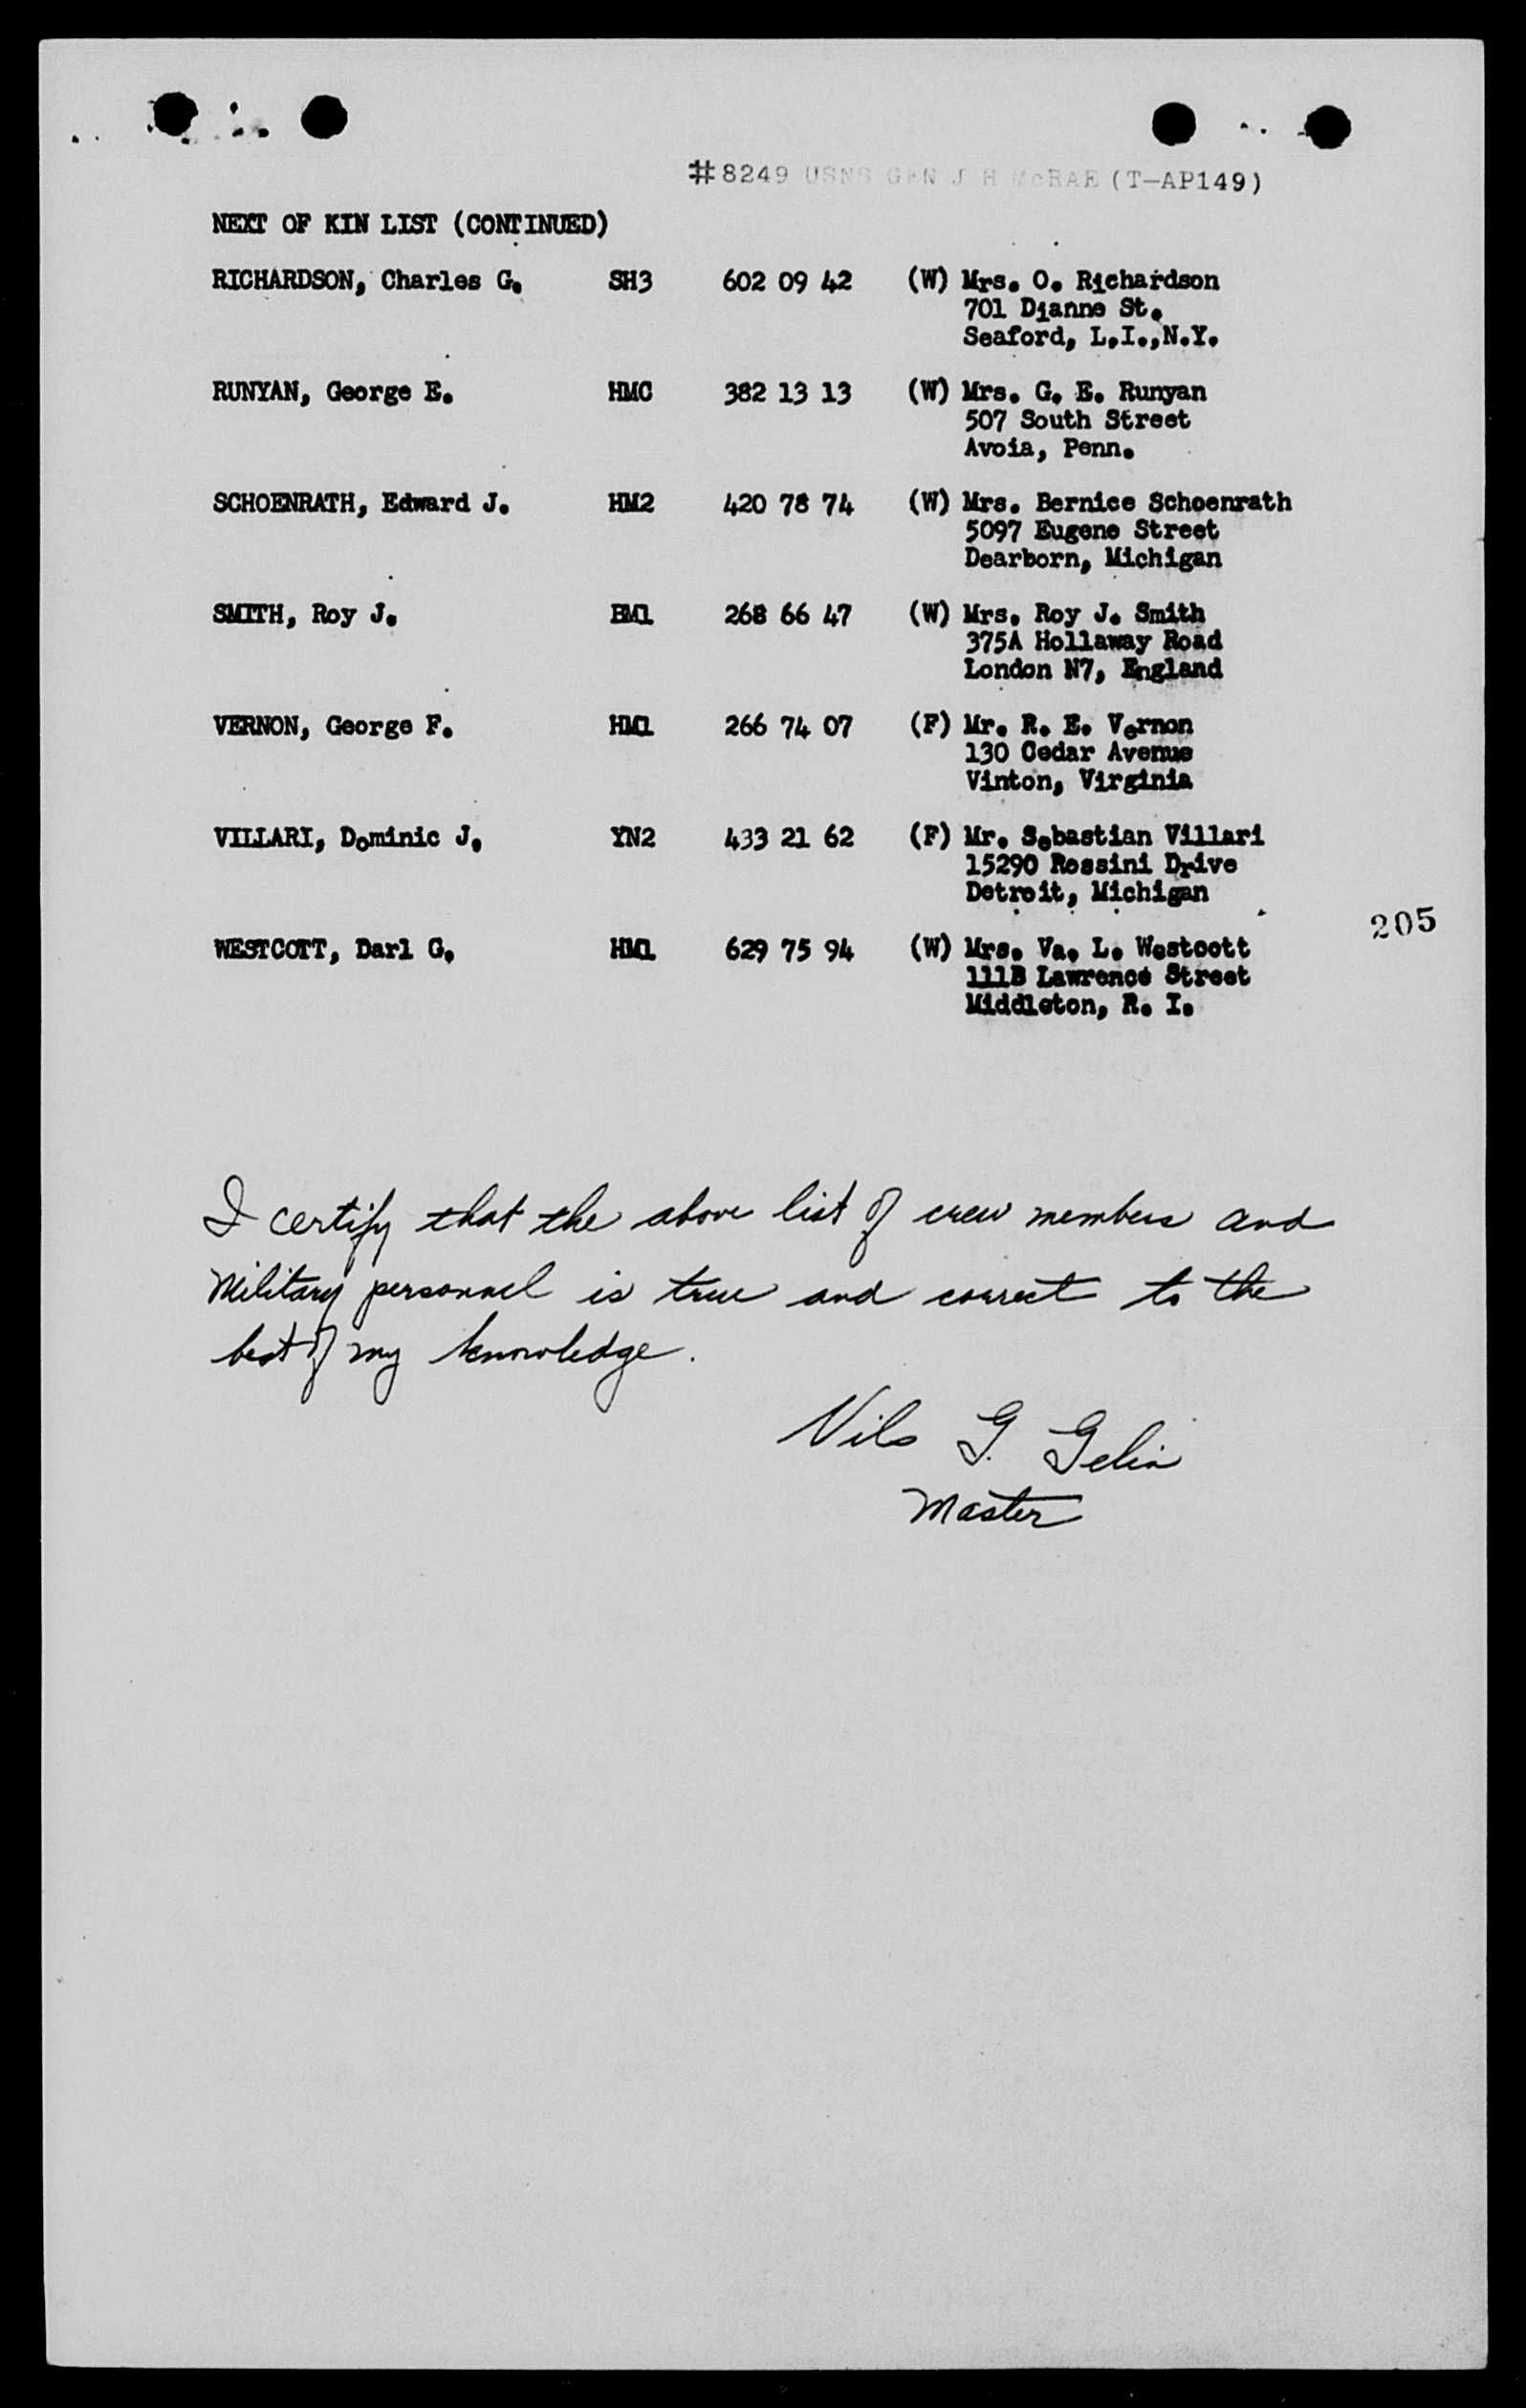 #8249 USNS GEN J H McRAE (T-AP149)
NEXT OF KIN LIST (CONTINUED)
RICHARDSON, Charles G. SH3 602 09 42 (W) Mrs. O. Richardson
701 Dianne St.
Seaford, L.I.,N.Y.
RUNYAN, George E. HMC 382 13 13 (W) Mrs. G. E. Runyan
507 South Street
Avoia, Penn.
SCHOENRATH, Edward J. HM2 420 78 74 (W) Mrs. Bernice Schoenrath
5097 Eugene Street
Dearborn, Michigan
SMITH, Roy J. BM1 268 66 47 (W) Mrs. Roy J. Smith
375A Hollaway Road
London N7, England
VERNON, George F. HM1 266 74 07 (F) Mr. R. E. Vernon
130 Cedar Avenue
Vinton, Virginia
VILLARI, Dominic J. YN2 433 21 62 (F) Mr. Sebastian Villari
15290 Rossini Drive
Detroit, Michigan
205
WESTCOTT, Darl G. HM1 629 75 94 (W) Mrs. Va. L. Westcott
111B Lawrence Street
Middleton, R. I.
I certify that the above list of crew members and
Military personnel is true and correct to the
best of my knowledge.
Nils G. Gelin
Master